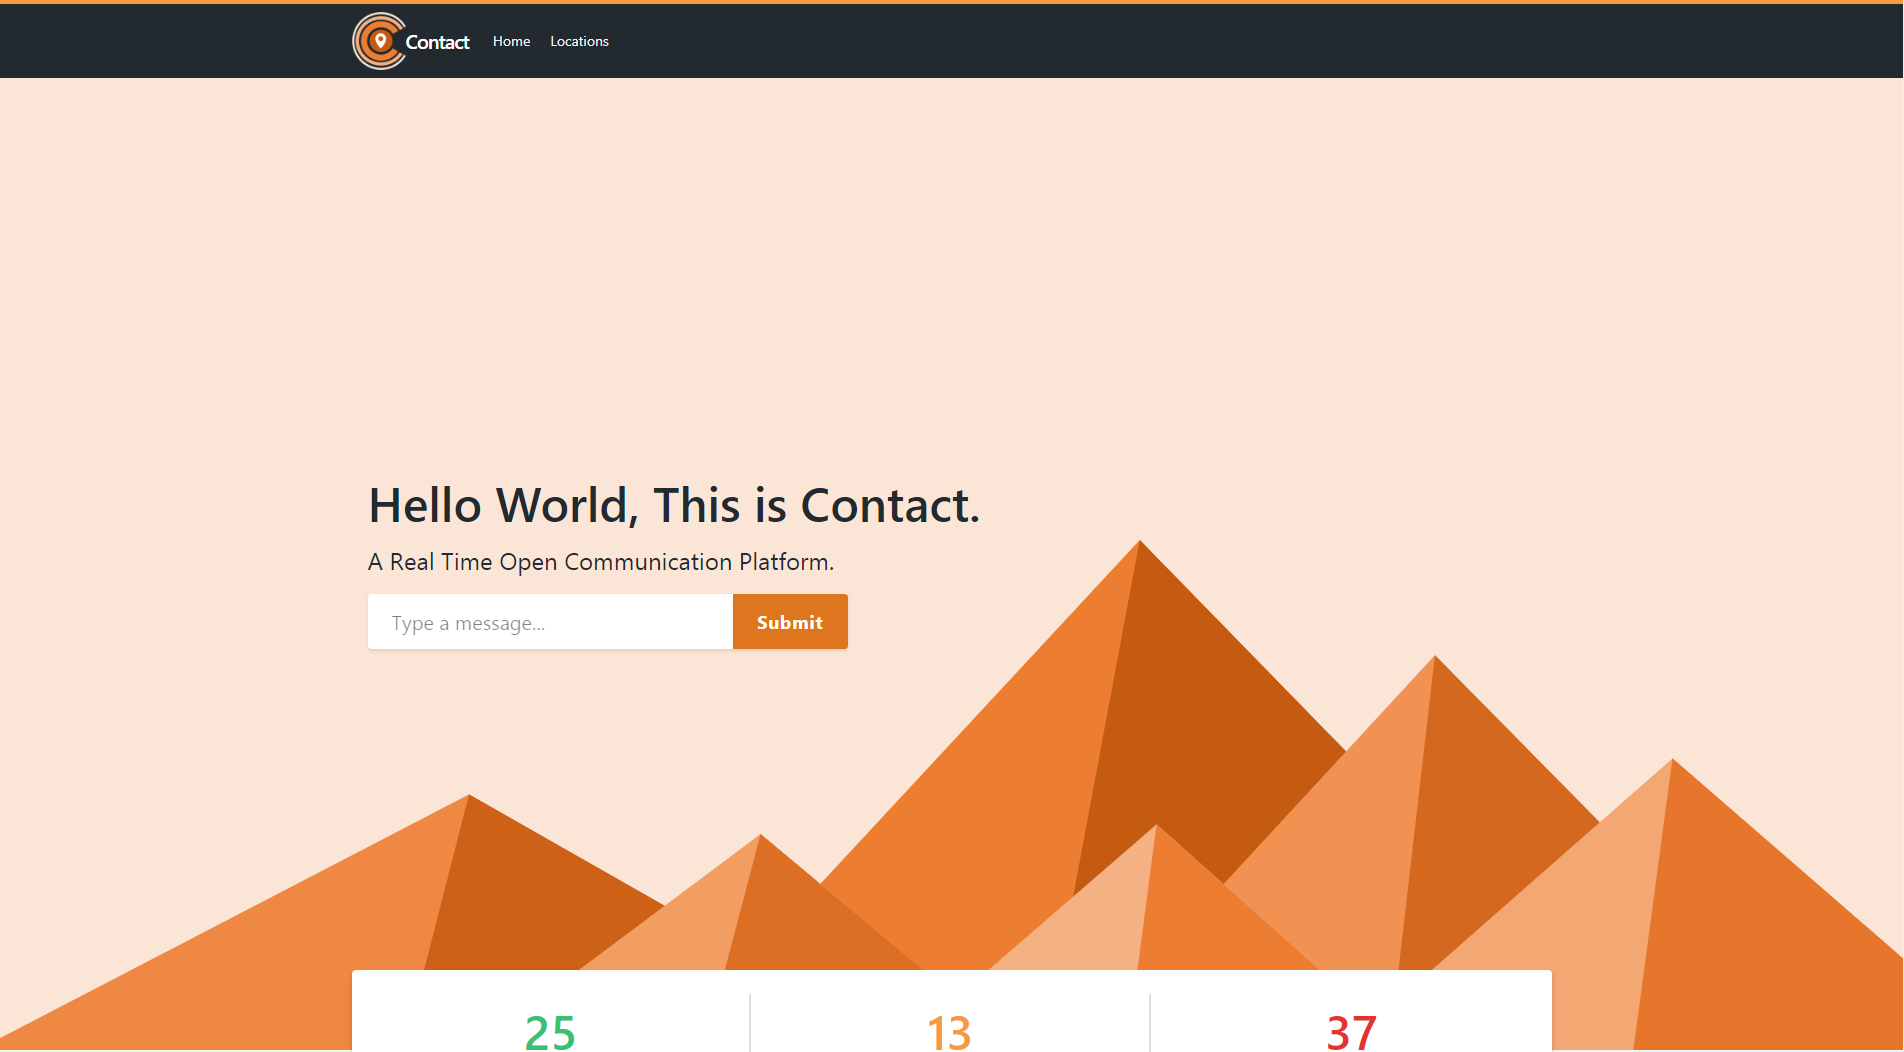 Contact Home Locations
Hello World, This is Contact.
A Real Time Open Communication Platform.
Type a message... Submit
25 13 37